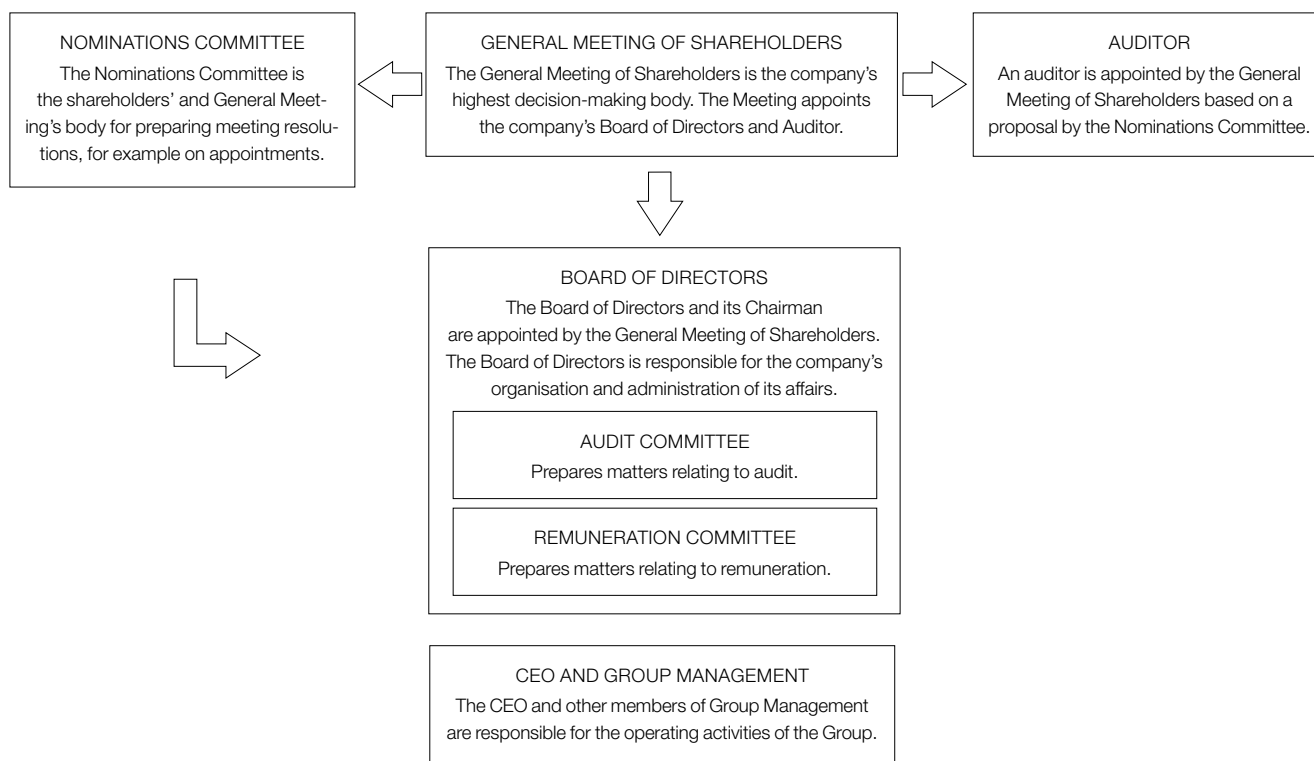 NOMINATIONS COMMITTEE
The Nominations Committee is
the shareholders’ and General Meet-
ing’s body for preparing meeting resolu-
tions, for example on appointments.
GENERAL MEETING OF SHAREHOLDERS
The General Meeting of Shareholders is the company’s
highest decision-making body. The Meeting appoints
the company’s Board of Directors and Auditor.
AUDITOR
An auditor is appointed by the General
Meeting of Shareholders based on a
proposal by the Nominations Committee.
BOARD OF DIRECTORS
The Board of Directors and its Chairman
are appointed by the General Meeting of Shareholders.
The Board of Directors is responsible for the company’s
organisation and administration of its affairs.
AUDIT COMMITTEE
Prepares matters relating to audit.
REMUNERATION COMMITTEE
Prepares matters relating to remuneration.
CEO AND GROUP MANAGEMENT
The CEO and other members of Group Management
are responsible for the operating activities of the Group.